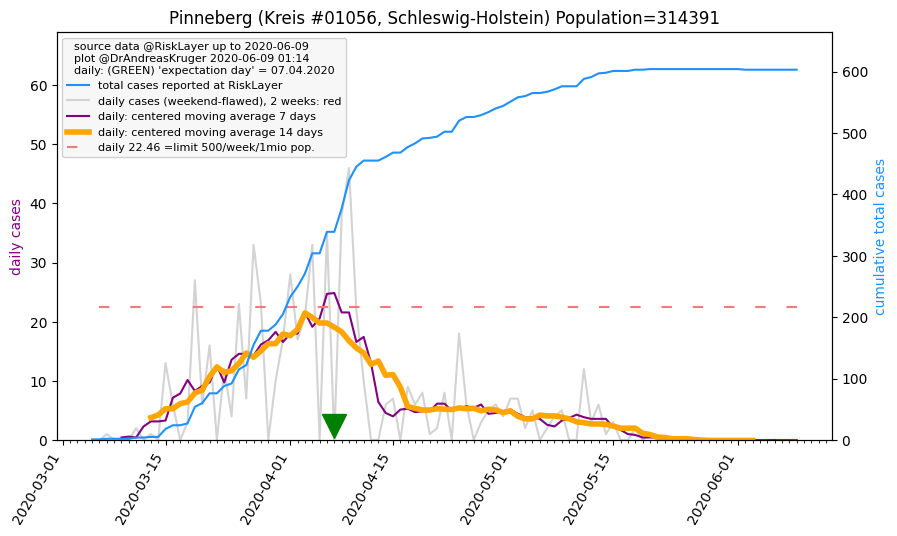 Pinneberg (Kreis #01056, Schleswig-Holstein) Population=314391
source data @RiskLayer up to 2020-06-09
plot @DrAndreasKruger 2020-06-09 01:14
daily: (GREEN) 'expectation day' = 07.04.2020
total cases reported at RiskLayer
daily cases (weekend-flawed), 2 weeks: red
daily: centered moving average 7 days
daily: centered moving average 14 days
daily 22.46 =limit 500/week/1mio pop.
daily cases
60
50
40
30
20
10
0
600
500
400
300
200
100
0
cumulative total cases
2020-03-01
2020-03-15
2020-04-01
2020-04-15
2020-05-01
2020-05-15
2020-06-01